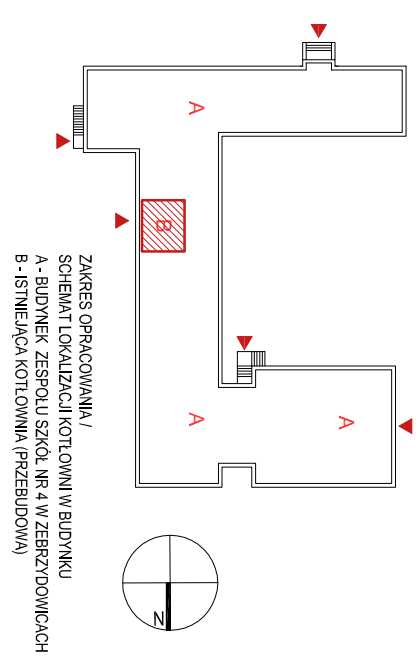 A
B
A
A
ZAKRES OPRACOWANIA /
SCHEMAT LOKALIZACJI KOTŁOWNI W BUDYNKU
A - BUDYNEK ZESPOŁU SZKÓŁ NR 4 W ZEBRZYDOWICACH
B - ISTNIEJĄCA KOTŁOWNIA (PRZEBUDOWA)
N